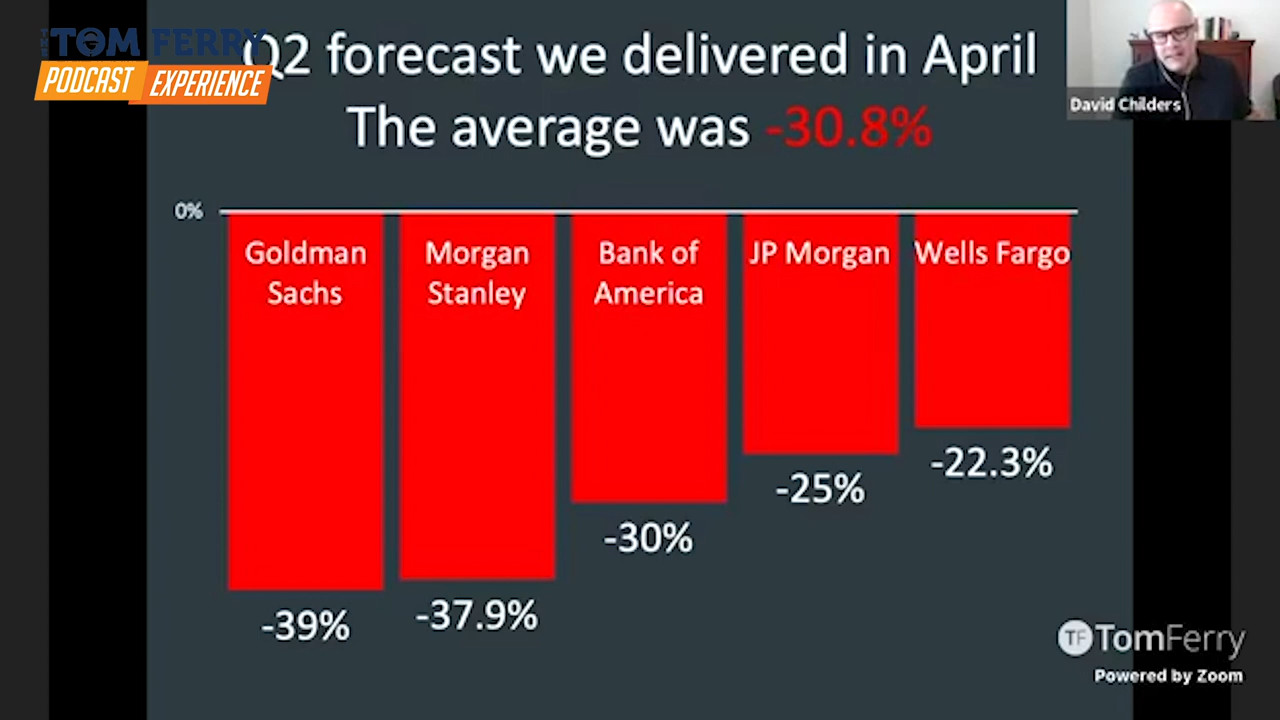 THE TOM FERRY
PODCAST EXPERIENCE
Q2 forecast we delivered in April
The average was -30.8%
David Childers
0%
Goldman
Sachs
-39%
Morgan
Stanley
-37.9%
Bank of
America
-30%
JP Morgan
-25%
Wells Fargo
-22.3%
TF TomFerry
Powered by Zoom